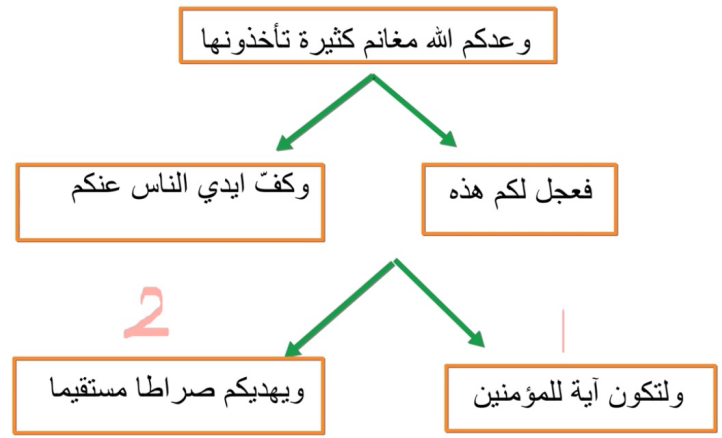 وعدكم الله مغانم كثيرة تأخذونها
فعجل لكم هذه
وكفّ ايدي الناس عنكم
1
2
ولتكون آية للمؤمنين
ويهديكم صراطا مستقيما